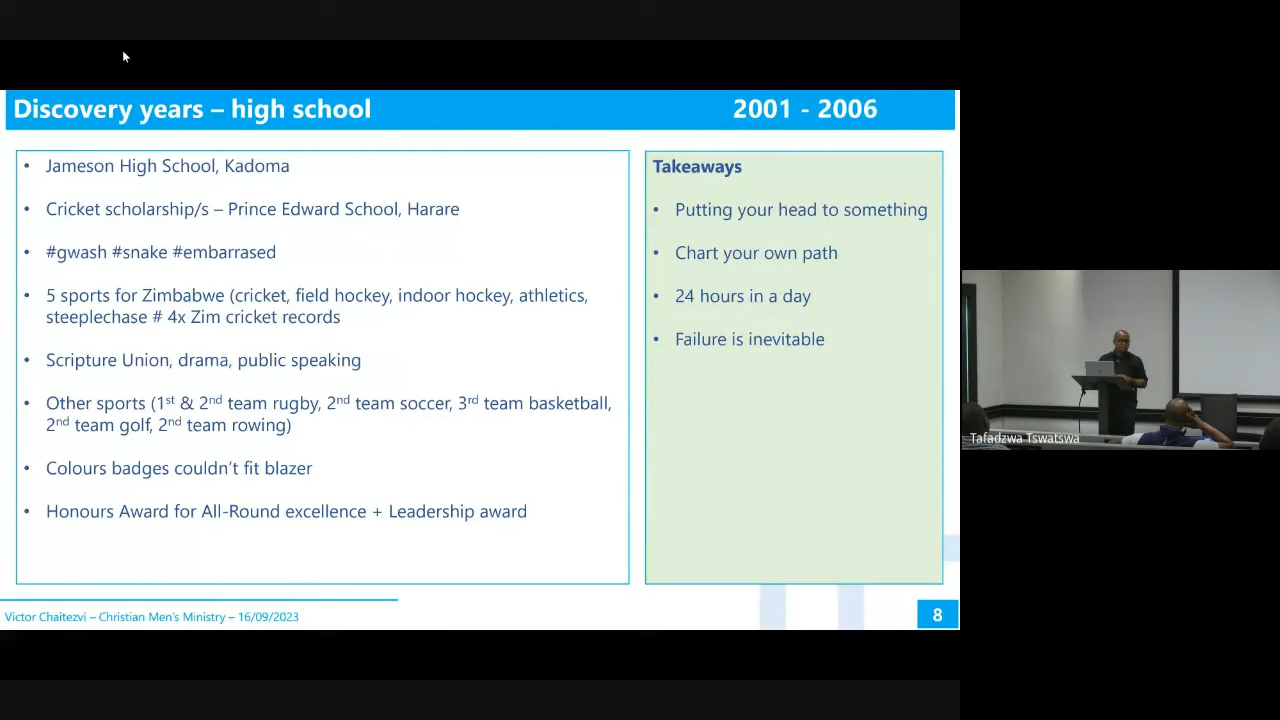 Discovery years – high school
2001 - 2006
• Jameson High School, Kadoma
• Cricket scholarship/s – Prince Edward School, Harare
• #gwash #snake #embarrased
• 5 sports for Zimbabwe (cricket, field hockey, indoor hockey, athletics,
steeplechase # 4x Zim cricket records
• Scripture Union, drama, public speaking
• Other sports (1st & 2nd team rugby, 2nd team soccer, 3rd team basketball,
2nd team golf, 2nd team rowing)
• Colours badges couldn't fit blazer
• Honours Award for All-Round excellence + Leadership award
Takeaways
• Putting your head to something
• Chart your own path
• 24 hours in a day
• Failure is inevitable
Victor Chaitezvi – Christian Men's Ministry – 16/09/2023
8
Tafadzwa Tswatswa